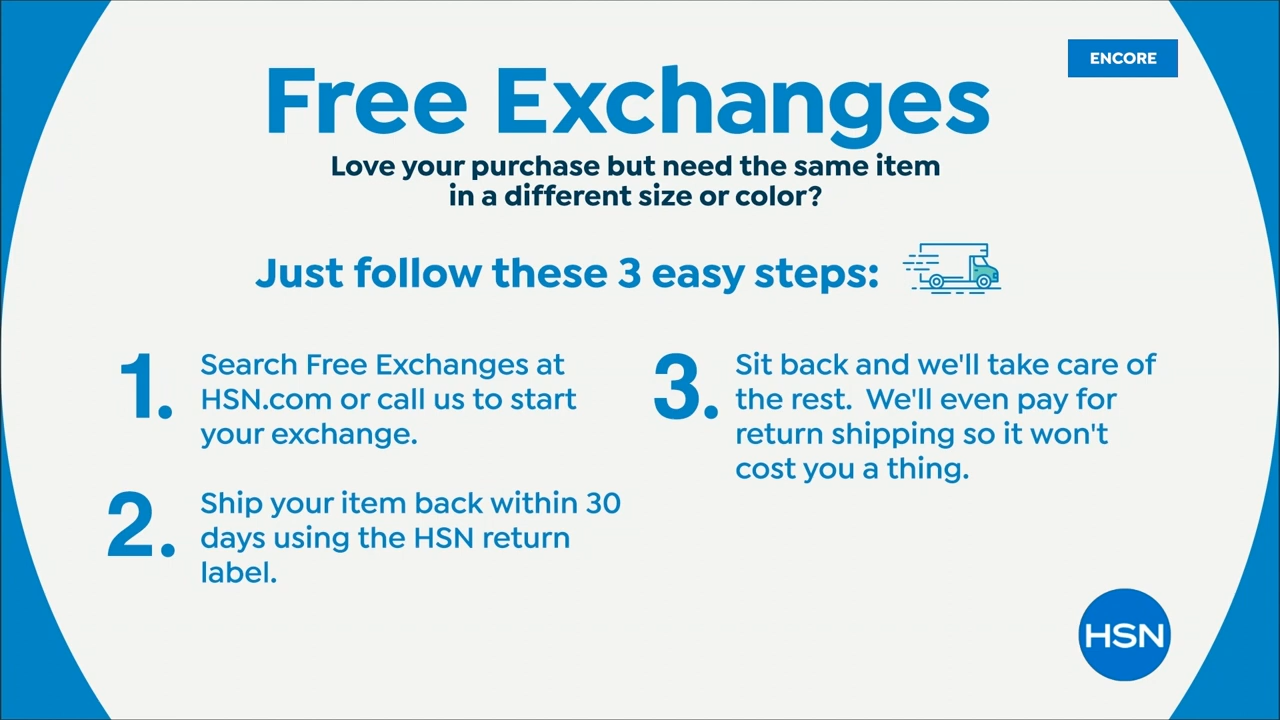 ENCORE
Free Exchanges
Love your purchase but need the same item
in a different size or color?
Just follow these 3 easy steps:
1. Search Free Exchanges at
HSN.com or call us to start
your exchange.
2. Ship your item back within 30
days using the HSN return
label.
3. Sit back and we'll take care of
the rest.  We'll even pay for
return shipping so it won't
cost you a thing.
HSN